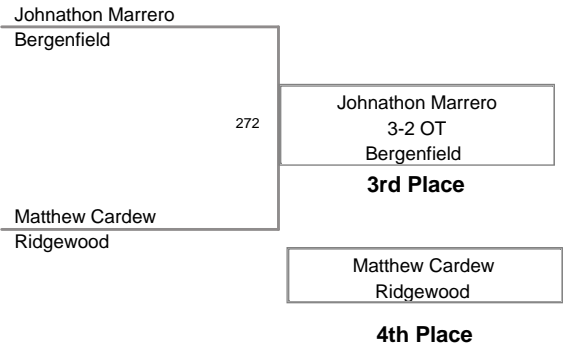 Johnathon Marrero
Bergenfield
272
Johnathon Marrero
3-2 OT
Bergenfield
3rd Place
Matthew Cardew
Ridgewood
Matthew Cardew
Ridgewood
4th Place